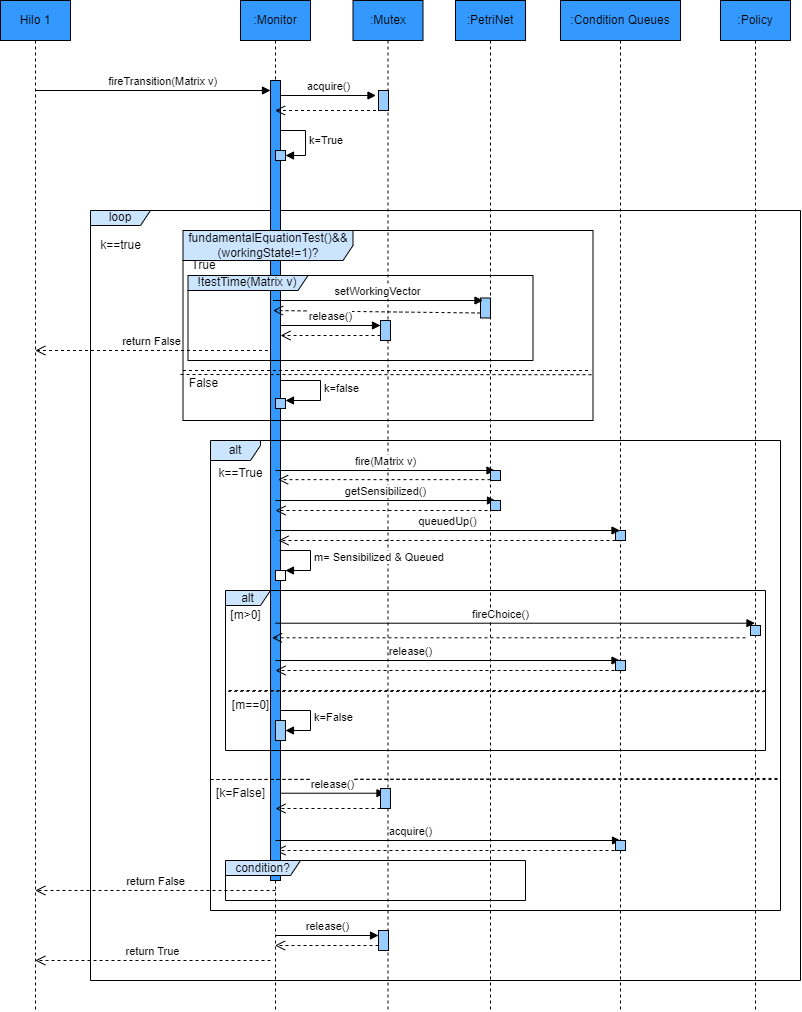 Hilo 1
:Monitor
:Mutex
:PetriNet
:Condition Queues
:Policy
fireTransition(Matrix v)
acquire()
k=True
loop
k==true
fundamentalEquationTest()&&
(workingState!=1)?
True
!testTime(Matrix v)
setWorkingVector
release()
return False
False
k=false
alt
k==True
fire(Matrix v)
getSensibilized()
queuedUp()
m= Sensibilized & Queued
alt
[m>0]
fireChoice()
release()
[m==0]
k=False
[k=False]
release()
acquire()
condition?
return False
release()
return True